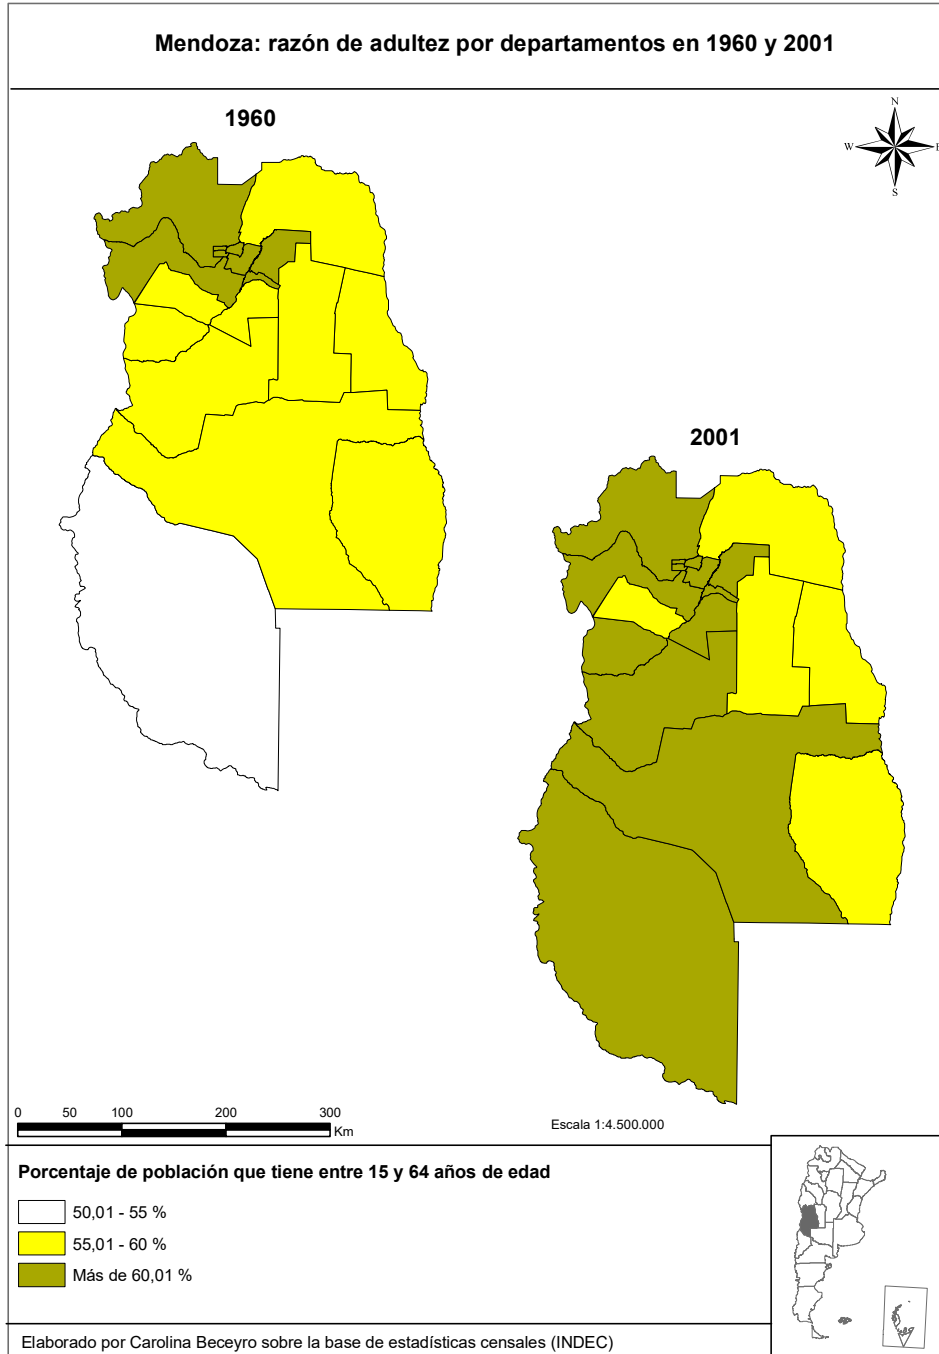 Mendoza: razón de adultez por departamentos en 1960 y 2001
1960
N
W
E
S
2001
0 50 100 200 300
Km
Escala 1:4.500.000
Porcentaje de población que tiene entre 15 y 64 años de edad
50,01 - 55 %
55,01 - 60 %
Más de 60,01 %
Elaborado por Carolina Beceyro sobre la base de estadísticas censales (INDEC)